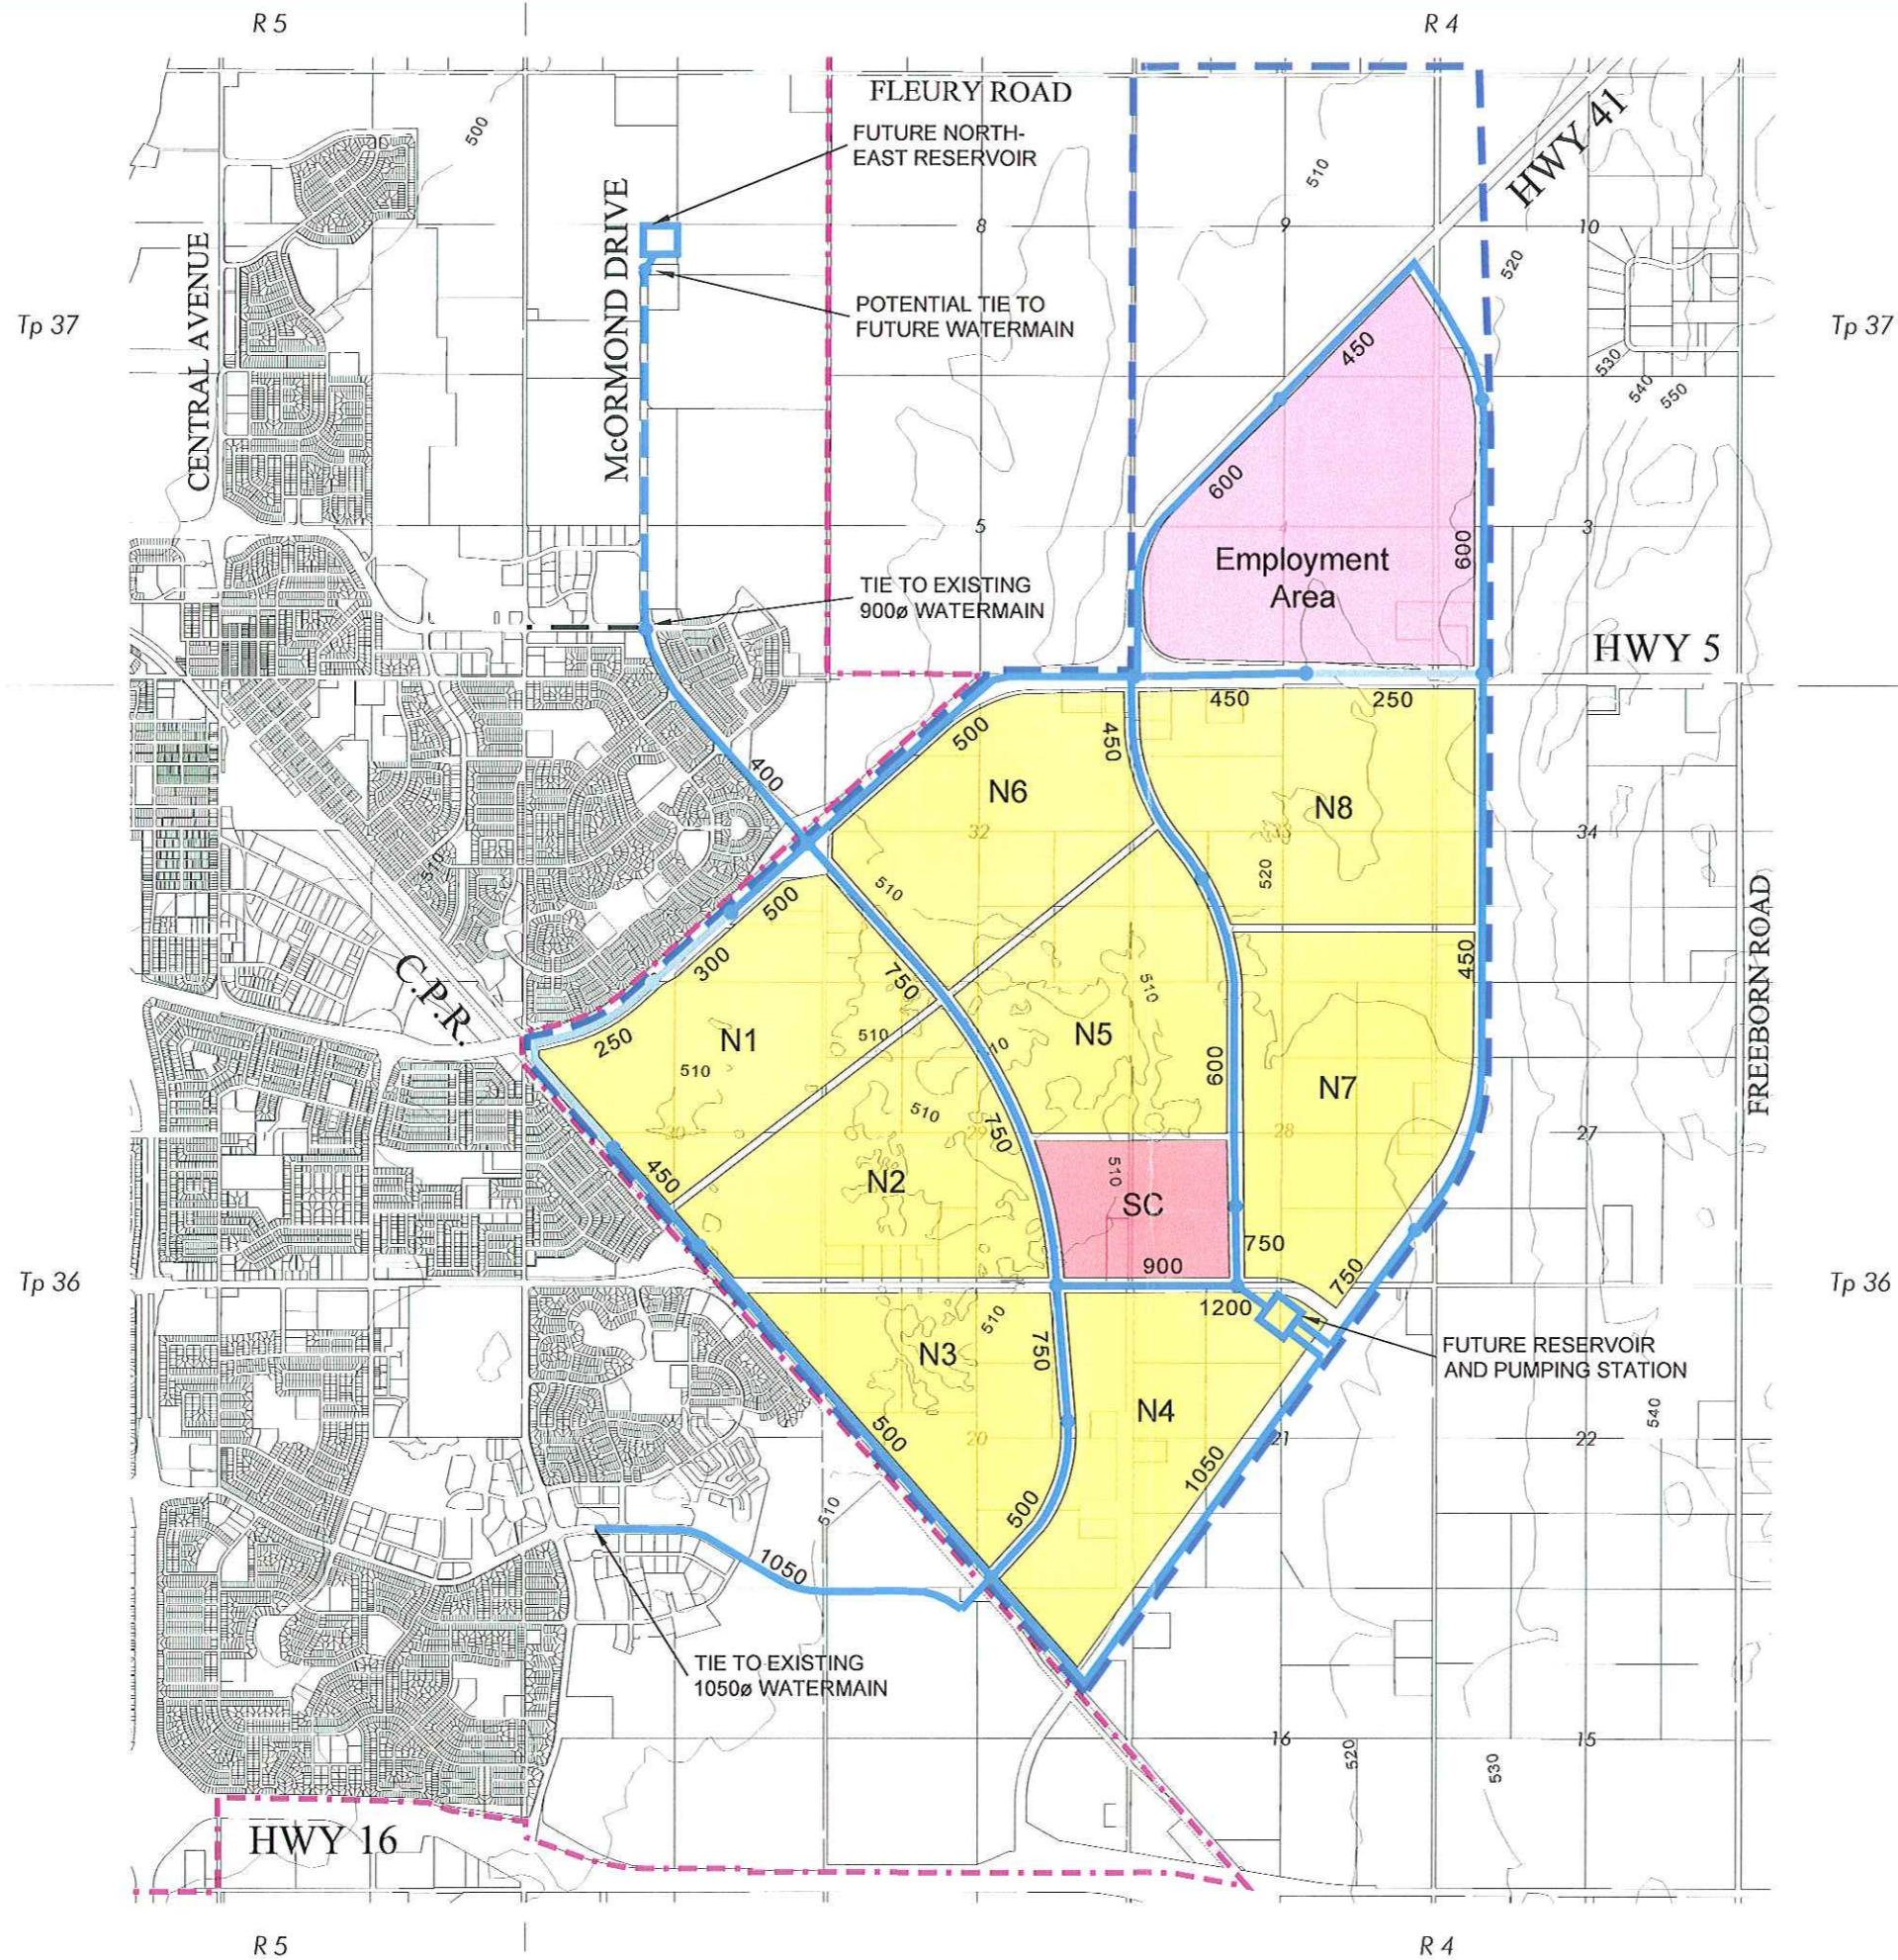 R 5
R 4
FLEURY ROAD
500
FUTURE NORTH-
EAST RESERVOIR
HWY 41
510
McCORMOND DRIVE
CENTRAL AVENUE
8
9
10
520
POTENTIAL TIE TO
FUTURE WATERMAIN
Tp 37
Tp 37
450
530
540
550
600
5
4
3
600
Employment
Area
TIE TO EXISTING
900ø WATERMAIN
HWY 5
450
250
500
450
400
N6
N8
32
33
34
520
510
510
500
FREEBORN ROAD
300
750
450
C.P.R.
510
250
N1
510
N5
10
510
600
N7
510
750
30
29
28
27
450
510
N2
SC
750
900
750
Tp 36
Tp 36
1200
510
FUTURE RESERVOIR
AND PUMPING STATION
N3
750
N4
540
500
20
21
22
1050
510
500
1050
TIE TO EXISTING
1050ø WATERMAIN
16
15
520
530
HWY 16
R 5
R 4